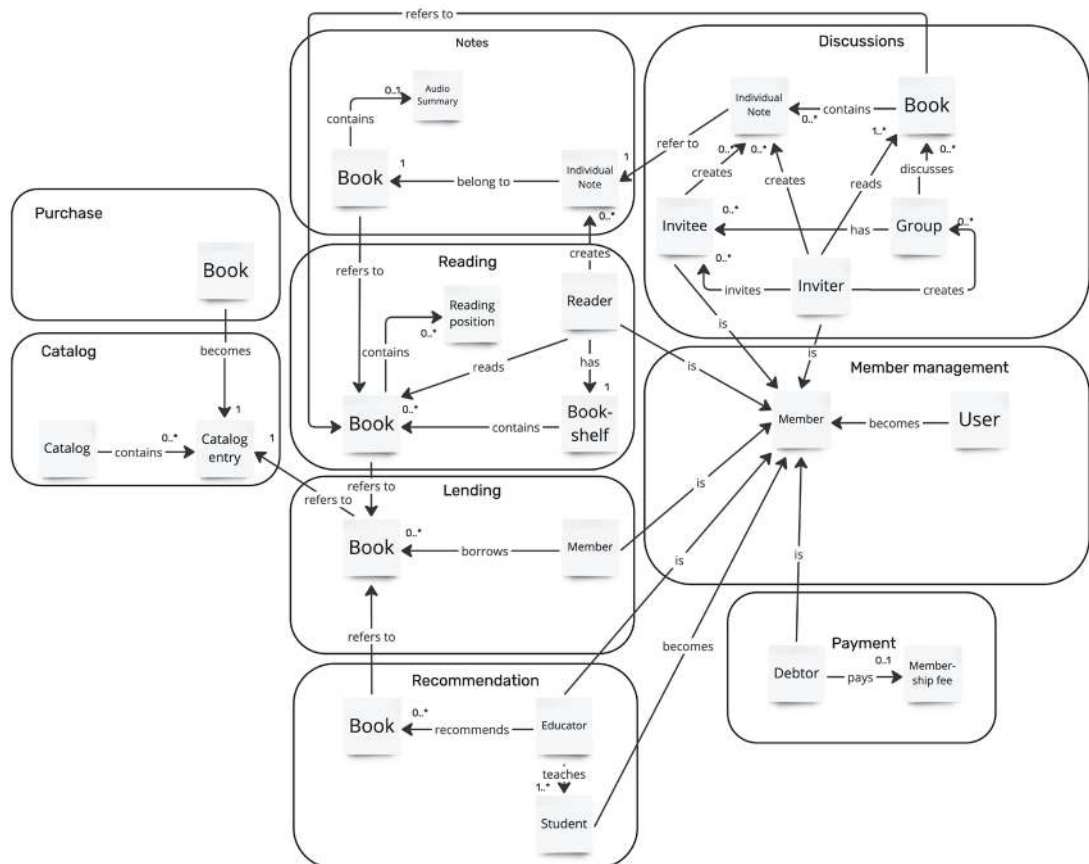 refers to
Notes
Discussions
0..1
Audio
Summary
contains
Book
1
belong to
Individual
Note
1
0..*
refer to
Individual
Note
0..*
contains
Book
1..*
0..*
0..*
0..*
creates
creates
reads
discusses
Invitee
0..*
has
Group
0..*
0..*
invites
Inviter
creates
Purchase
Book
becomes
refers to
Reading
creates
Reading
position
0..*
contains
Reader
reads
has
1
is
is
is
Book
0..*
contains
Book-
shelf
Catalog
1
Catalog
contains
0..*
Catalog
entry
1
refers to
Member management
Member
becomes
User
refers to
Lending
Book
0..*
borrows
Member
is
is
is
becomes
refers to
Recommendation
Book
0..*
recommends
Educator
teaches
1..*
Student
Payment
Debtor
pays
0..1
Member-
ship fee